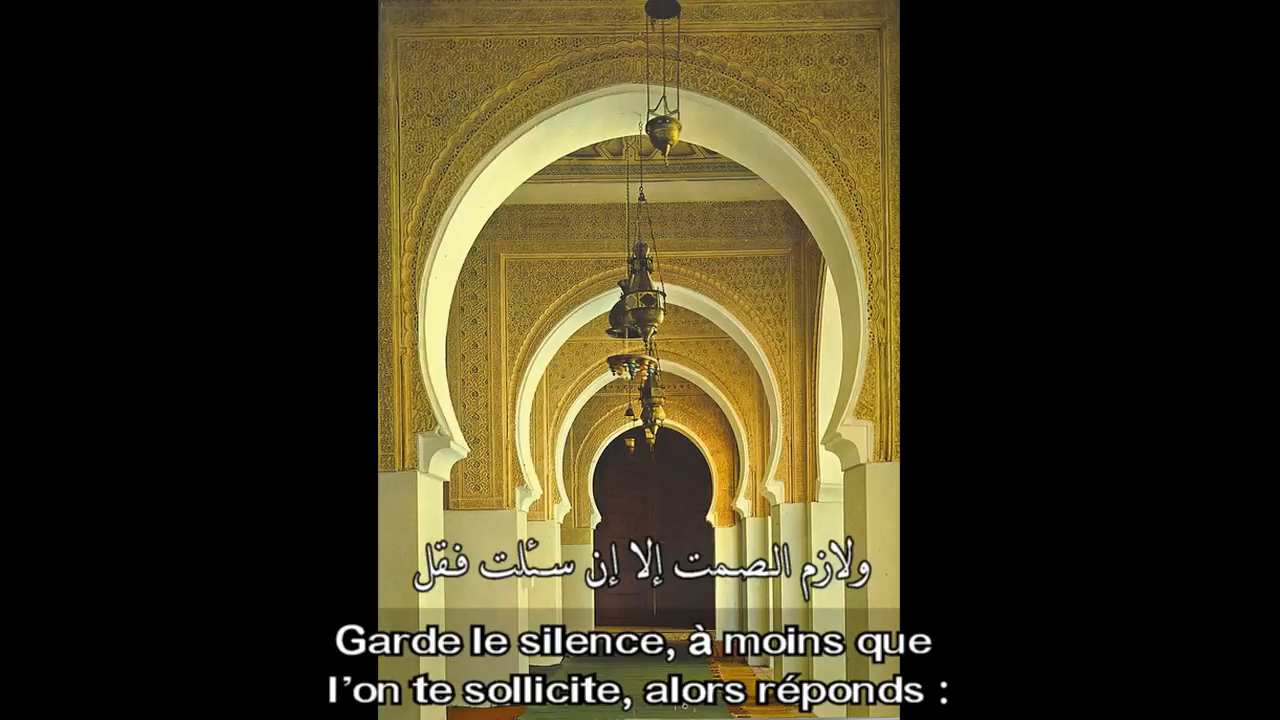 ولازم الصمت إلا إن سئلت فقل
Garde le silence, à moins que
l'on te sollicite, alors réponds :